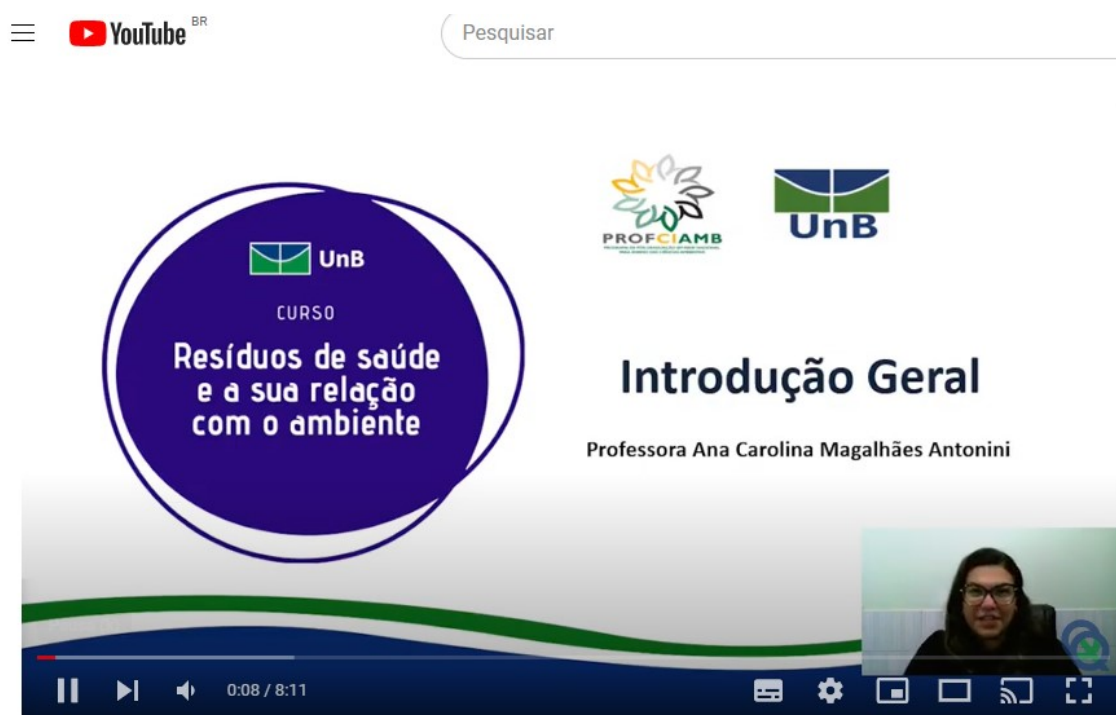 YouTube BR
Pesquisar
PROFCIAMB
UnB
UnB
CURSO
Resíduos de saúde
e a sua relação
com o ambiente
Introdução Geral
Professora Ana Carolina Magalhães Antonini
0:08 / 8:11